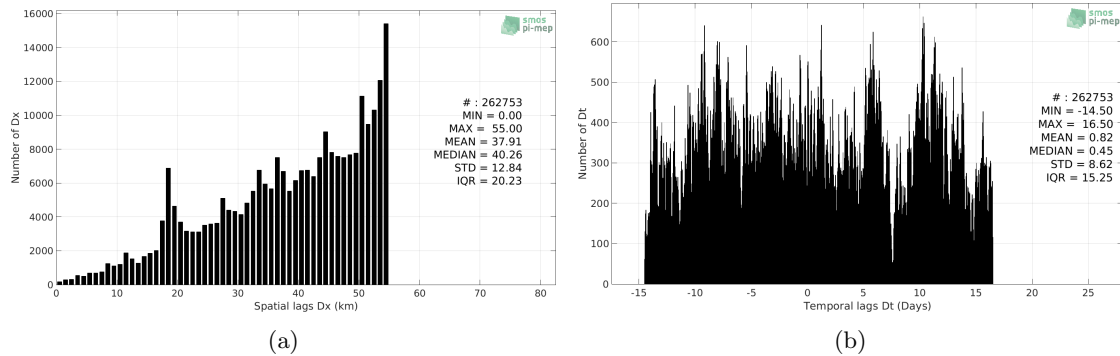 16000
14000
12000
10000
8000
6000
4000
2000
0
Number of Dx
0 10 20 30 40 50 60 70 80
Spatial lags Dx (km)
smos
pi-mep
# : 262753
MIN = 0.00
MAX = 55.00
MEAN = 37.91
MEDIAN = 40.26
STD = 12.84
IQR = 20.23
(a)
600
500
400
300
200
100
0
Number of Dt
-15 -10 -5 0 5 10 15 20 25
Temporal lags Dt (Days)
smos
pi-mep
# : 262753
MIN = -14.50
MAX = 16.50
MEAN = 0.82
MEDIAN = 0.45
STD = 8.62
IQR = 15.25
(b)